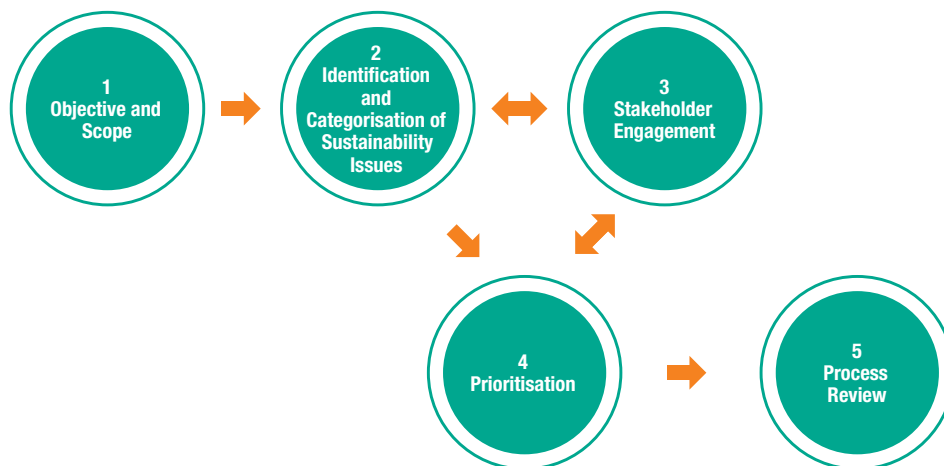 1
Objective and
Scope
2
Identification
and
Categorisation of
Sustainability
Issues
3
Stakeholder
Engagement
4
Prioritisation
5
Process
Review